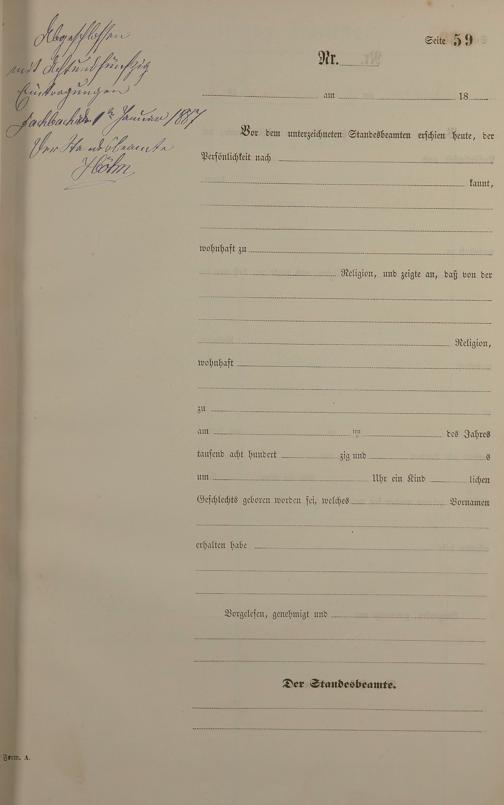 Abgeschlossen
mit Achtundfünfzig
Eintragungen
Fachbach den 1ten Januar 1887
Der Standesbeamte
Seite 59
Nr.
am 18
Vor dem unterzeichneten Standesbeamten erschien heute, der
Persönlichkeit nach
kannt,
wohnhaft zu
Religion, und zeigte an, daß von der
Religion,
wohnhaft
zu
am ten des Jahres
tausend acht hundert zig und s
um Uhr ein Kind lichen
Geschlechts geboren worden sei, welches Vornamen
erhalten habe
Vorgelesen, genehmigt und
Der Standesbeamte.
Form. A.